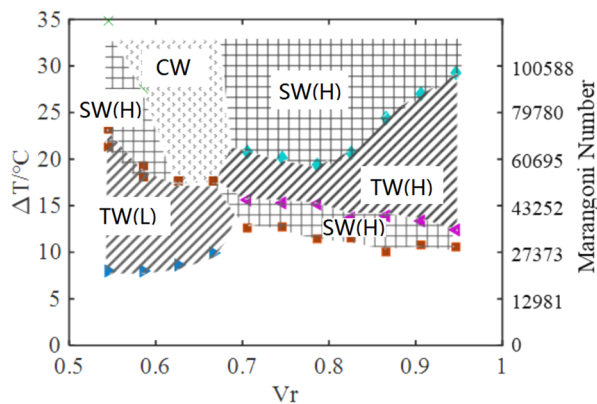 35
30
25
20
15
10
5
0
ΔT/°C
0.5
0.6
0.7
0.8
0.9
1
Vr
100588
79780
60695
43252
27373
12981
0
Marangoni Number
CW
SW(H)
SW(H)
TW(H)
TW(L)
SW(H)